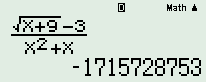 D Math ▲
√x+9 -3
x²+x
-1715728753